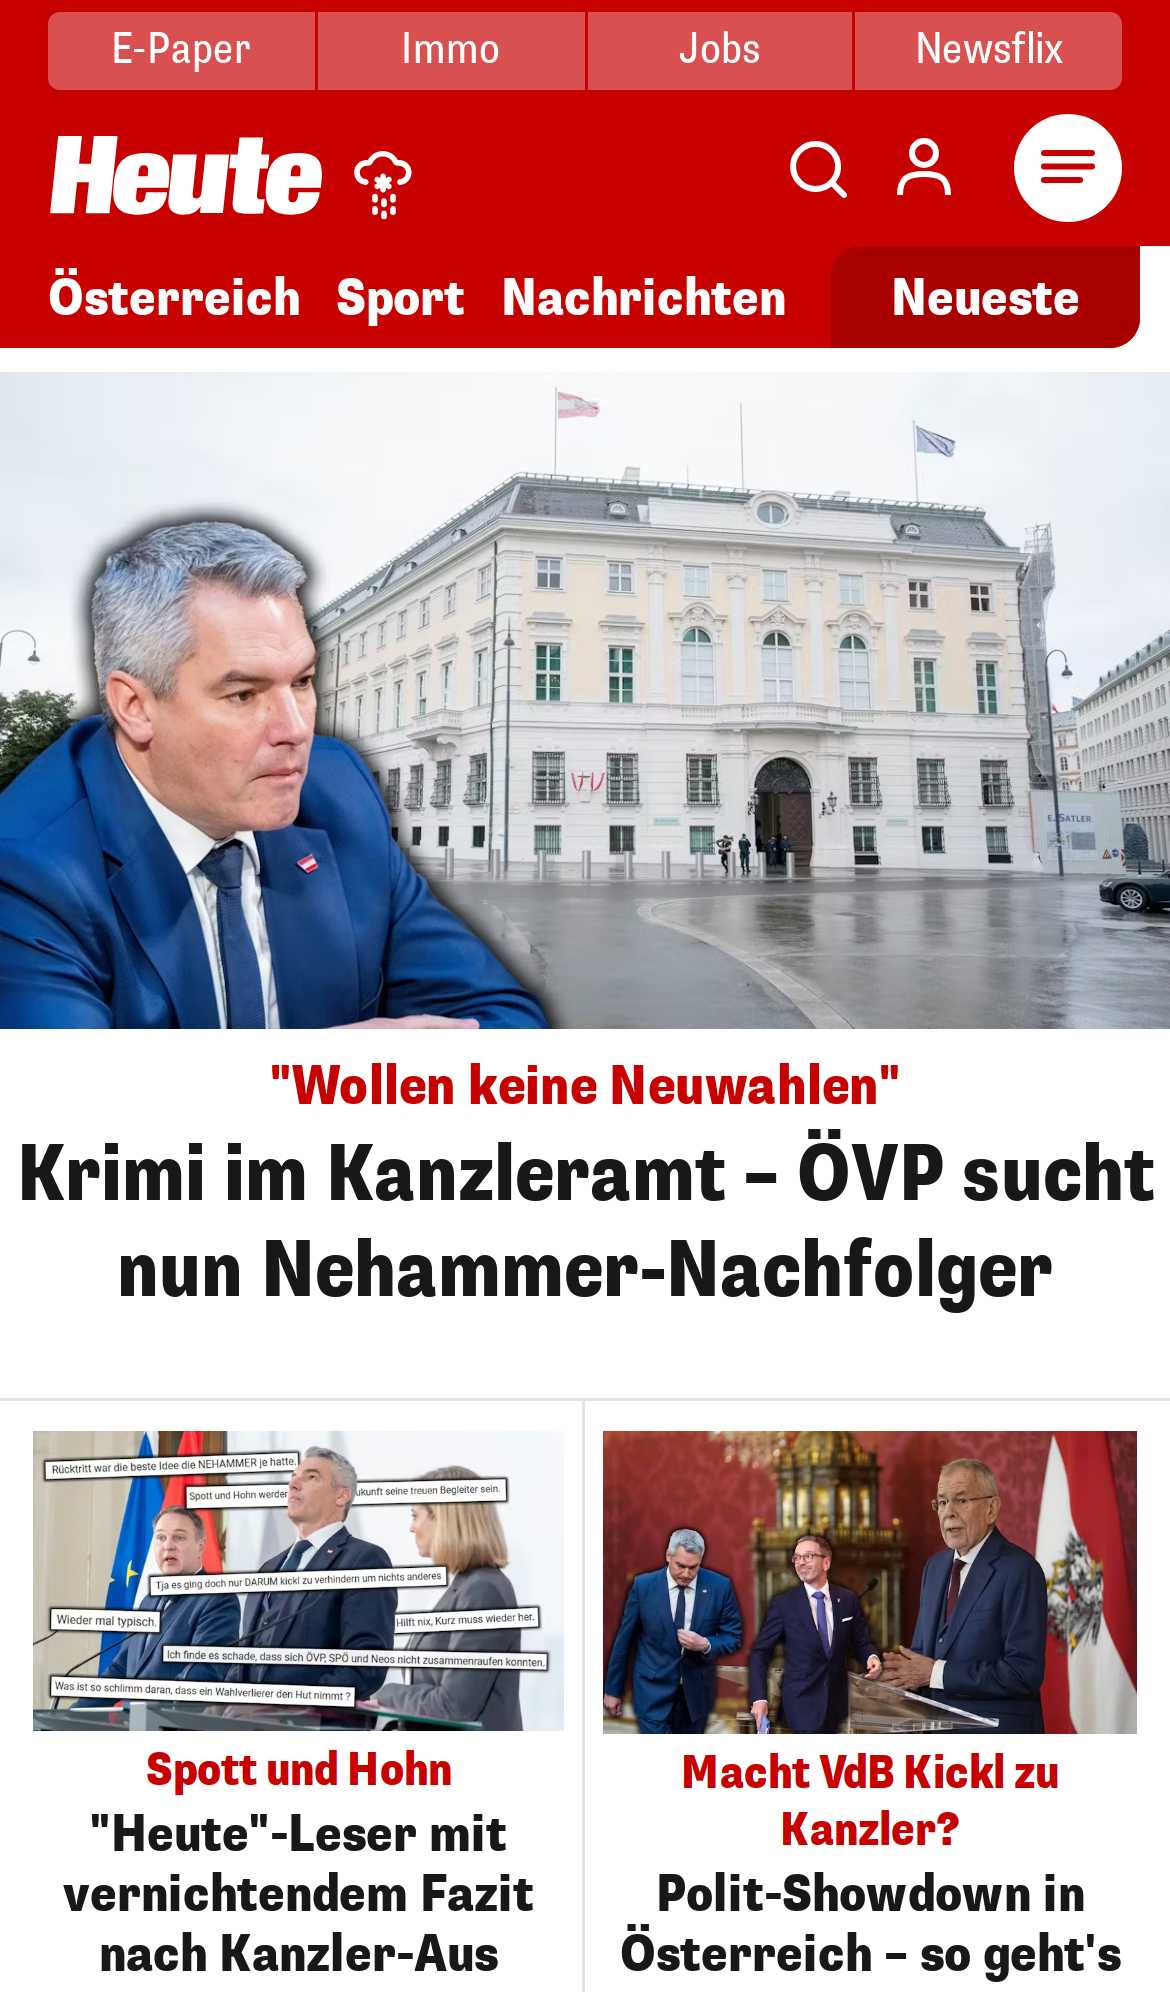 E-Paper
Immo
Jobs
Newsflix
Heute
Österreich
Sport
Nachrichten
Neueste
E. SATLER
"Wollen keine Neuwahlen"
Krimi im Kanzleramt – ÖVP sucht
nun Nehammer-Nachfolger
Rücktritt war die beste Idee die NEHAMMER je hatte.
Spott und Hohn werden
ukunft seine treuen Begleiter sein.
Tja es ging doch nur DARUM kickl zu verhindern um nichts anderes
Wieder mal typisch.
Hilft nix, Kurz muss wieder her.
Ich finde es schade, dass sich ÖVP, SPÖ und Neos nicht zusammenraufen konnten.
Was ist so schlimm daran, dass ein Wahlverlierer den Hut nimmt ?
Spott und Hohn
"Heute"-Leser mit
vernichtendem Fazit
nach Kanzler-Aus
Macht VdB Kickl zu
Kanzler?
Polit-Showdown in
Österreich – so geht's